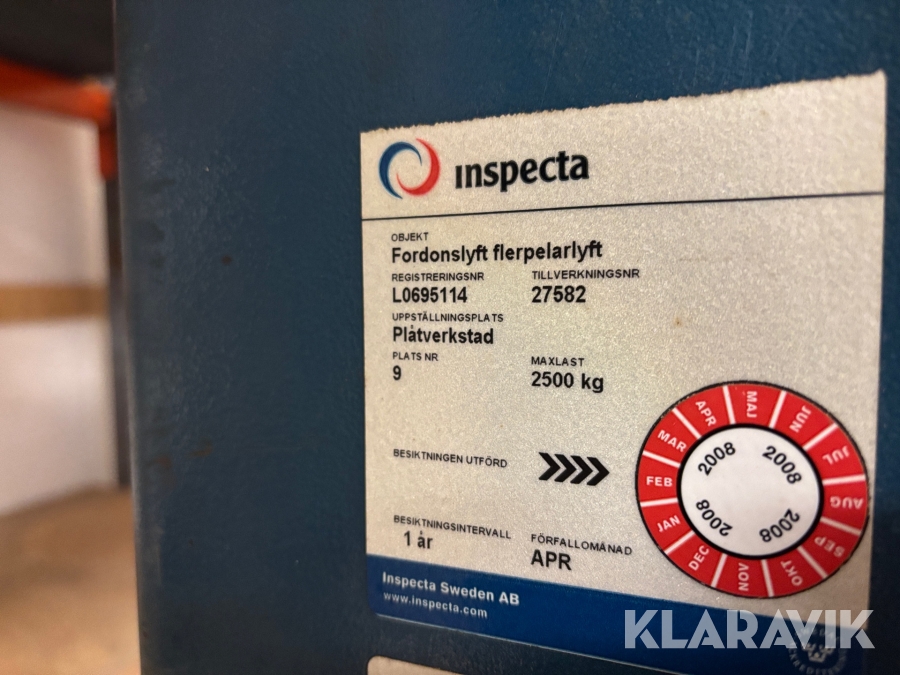 inspecta
OBJEKT
Fordonslyft flerpelarlyft
REGISTRERINGSNR TILLVERKNINGSNR
L0695114 27582
UPPSTÄLLNINGSPLATS
Plåtverkstad
PLATS NR MAXLAST
9 2500 kg
BESIKTNINGEN UTFÖRD
JAN FEB MAR APR MAJ JUN JUL AUG SEP OKT NOV DEC
2008 2008 2008 2008
BESIKTNINGSINTERVALL FÖRFALLOMÅNAD
1 år APR
Inspecta Sweden AB
www.inspecta.com
KLARAVIK